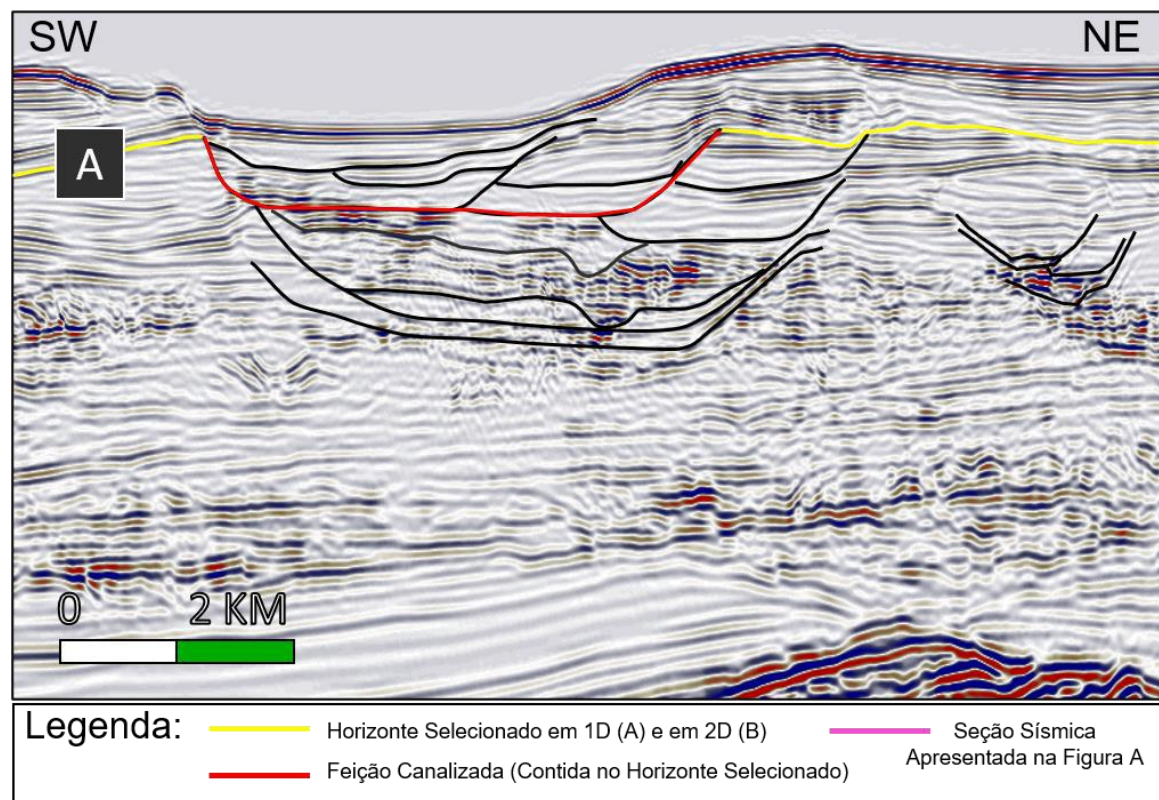 SW
NE
A
0
2 KM
Legenda:
Horizonte Selecionado em 1D (A) e em 2D (B)
Seção Sísmica
Apresentada na Figura A
Feição Canalizada (Contida no Horizonte Selecionado)